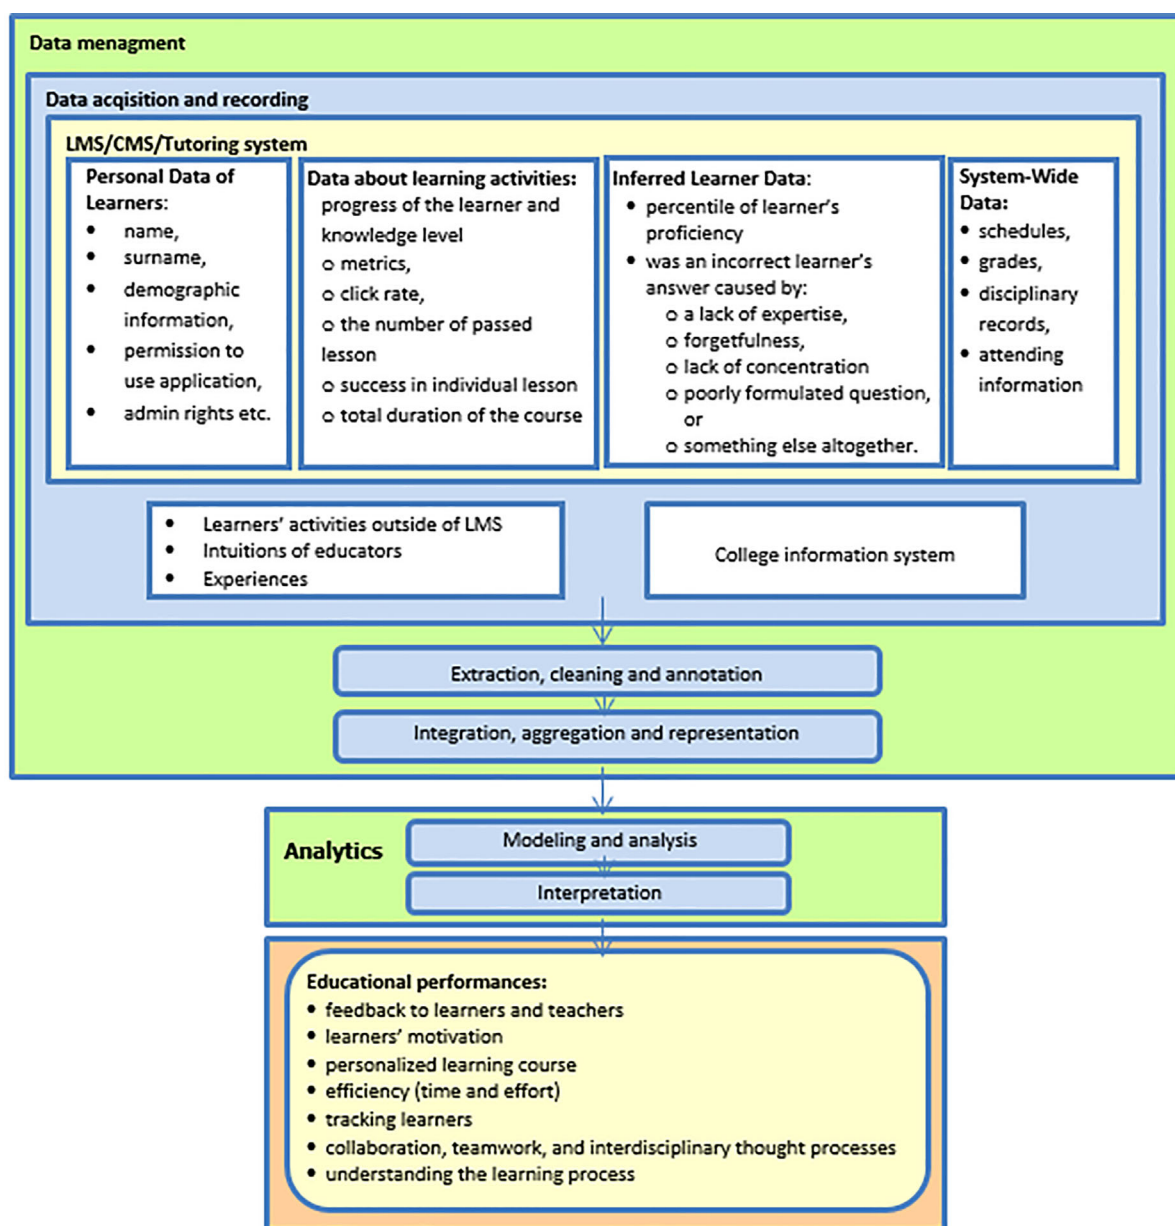 Data menagment
Data acqisition and recording
LMS/CMS/Tutoring system
Personal Data of
Learners:
• name,
• surname,
• demographic
information,
• permission to
use application,
• admin rights etc.
Data about learning activities:
progress of the learner and
knowledge level
o metrics,
o click rate,
o the number of passed
lesson
o success in individual lesson
o total duration of the course
Inferred Learner Data:
• percentile of learner's
proficiency
• was an incorrect learner's
answer caused by:
o a lack of expertise,
o forgetfulness,
o lack of concentration
o poorly formulated question,
or
o something else altogether.
System-Wide
Data:
• schedules,
• grades,
• disciplinary
records,
• attending
information
• Learners' activities outside of LMS
• Intuitions of educators
• Experiences
College information system
Extraction, cleaning and annotation
Integration, aggregation and representation
Analytics
Modeling and analysis
Interpretation
Educational performances:
• feedback to learners and teachers
• learners' motivation
• personalized learning course
• efficiency (time and effort)
• tracking learners
• collaboration, teamwork, and interdisciplinary thought processes
• understanding the learning process